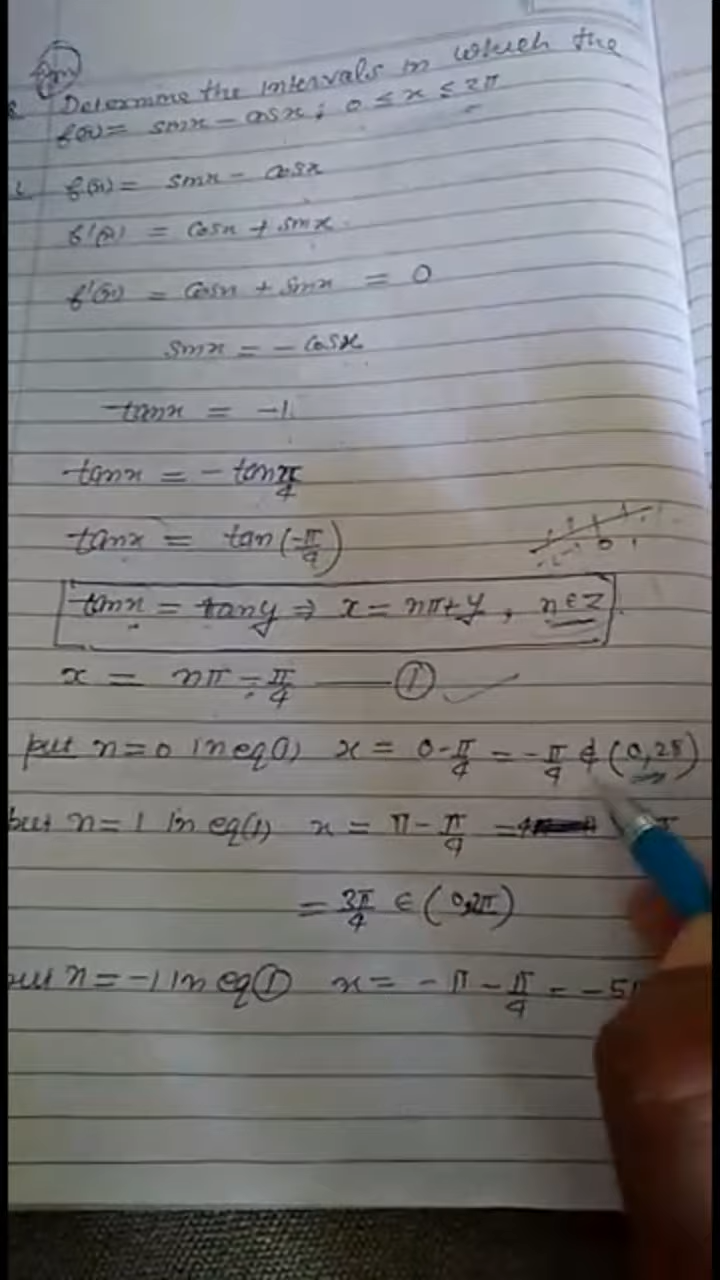 Determine the intervals in which the
f(x) = sinx - cosx ; 0 ≤ x ≤ 2π
f(x) = sinx - cosx
f'(x) = cosx + sinx
f'(x) = cosx + sinx = 0
sinx = - cosx
tanx = -1
tanx = - tan π/4
tanx = tan(-π/4)
tanx = tany ⇒ x = nπ+y , n∈Z
x = nπ - π/4 —— ①
put n=0 in eq(1) x = 0-π/4 = -π/4 ∉ (0,2π)
put n=1 in eq(1) x = π - π/4 =
= 3π/4 ∈ (0,2π)
put n=-1 in eq① x = -π - π/4 = -5